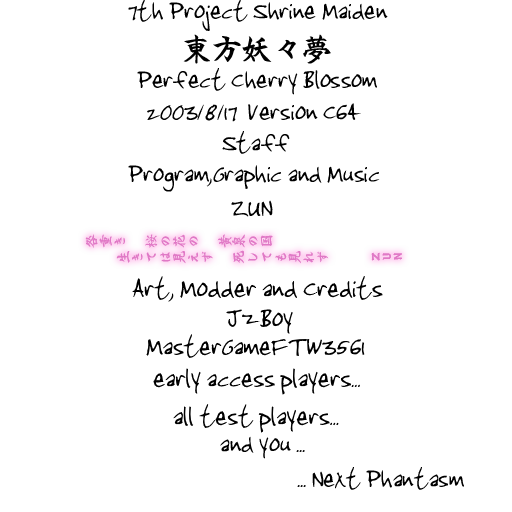 7th Project Shrine Maiden
東方妖々夢
Perfect Cherry Blossom
2003/8/17 Version C64
Staff
Program,Graphic and Music
ZUN
春重き 桜の花の 黄泉の国
生きては見えず 死しても見れず ZUN
Art, Modder and Credits
JzBoy
MasterGameFTW3561
early access players...
all test players...
and you ...
... Next Phantasm